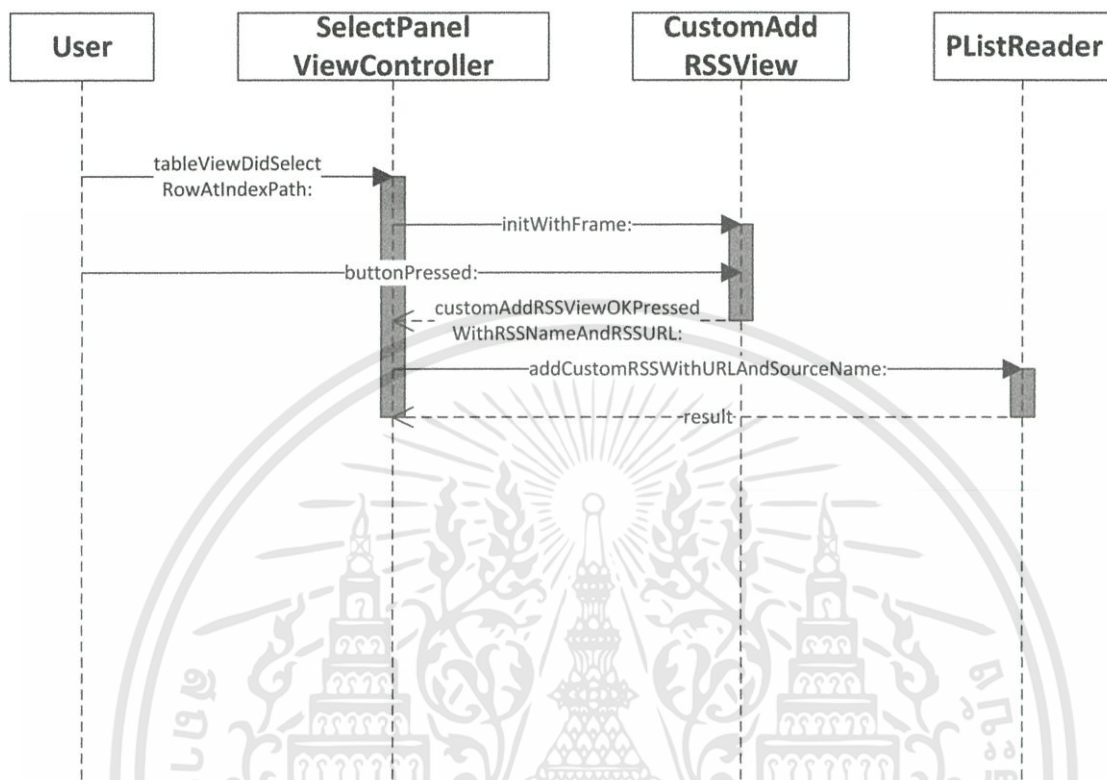 User
SelectPanel
ViewController
CustomAdd
RSSView
PListReader
tableViewDidSelect
RowAtIndexPath:
initWithFrame:
buttonPressed:
customAddRSSViewOKPressed
WithRSSNameAndRSSURL:
addCustomRSSWithURLAndSourceName:
result